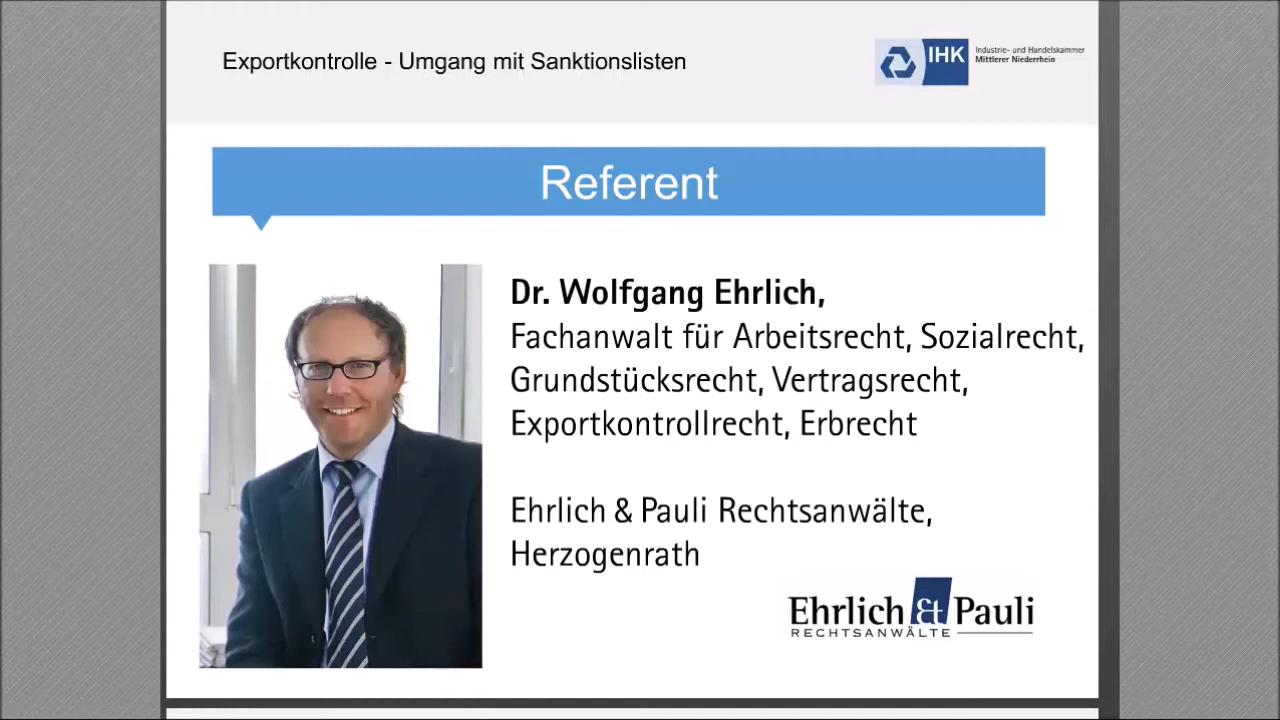 Exportkontrolle - Umgang mit Sanktionslisten
IHK
Industrie- und Handelskammer
Mittlerer Niederrhein
Referent
Dr. Wolfgang Ehrlich,
Fachanwalt für Arbeitsrecht, Sozialrecht,
Grundstücksrecht, Vertragsrecht,
Exportkontrollrecht, Erbrecht
Ehrlich & Pauli Rechtsanwälte,
Herzogenrath
Ehrlich & Pauli
RECHTSANWÄLTE